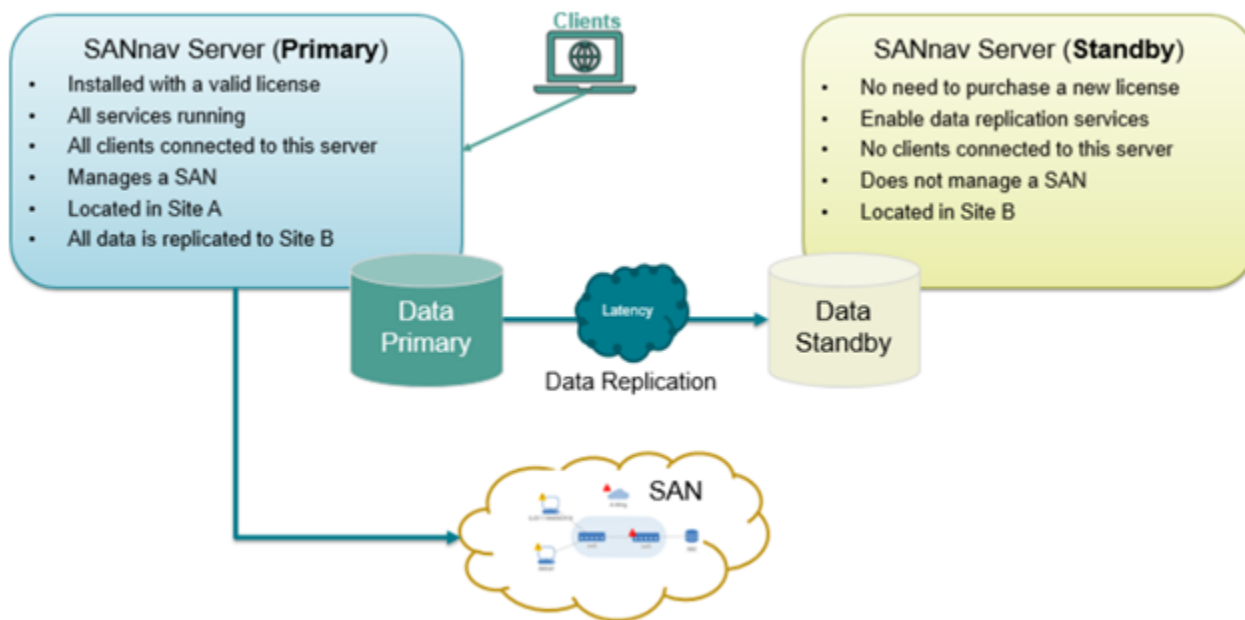 Clients
SANnav Server (Primary)
• Installed with a valid license
• All services running
• All clients connected to this server
• Manages a SAN
• Located in Site A
• All data is replicated to Site B
SANnav Server (Standby)
• No need to purchase a new license
• Enable data replication services
• No clients connected to this server
• Does not manage a SAN
• Located in Site B
Data
Primary
Latency
Data Replication
Data
Standby
SAN